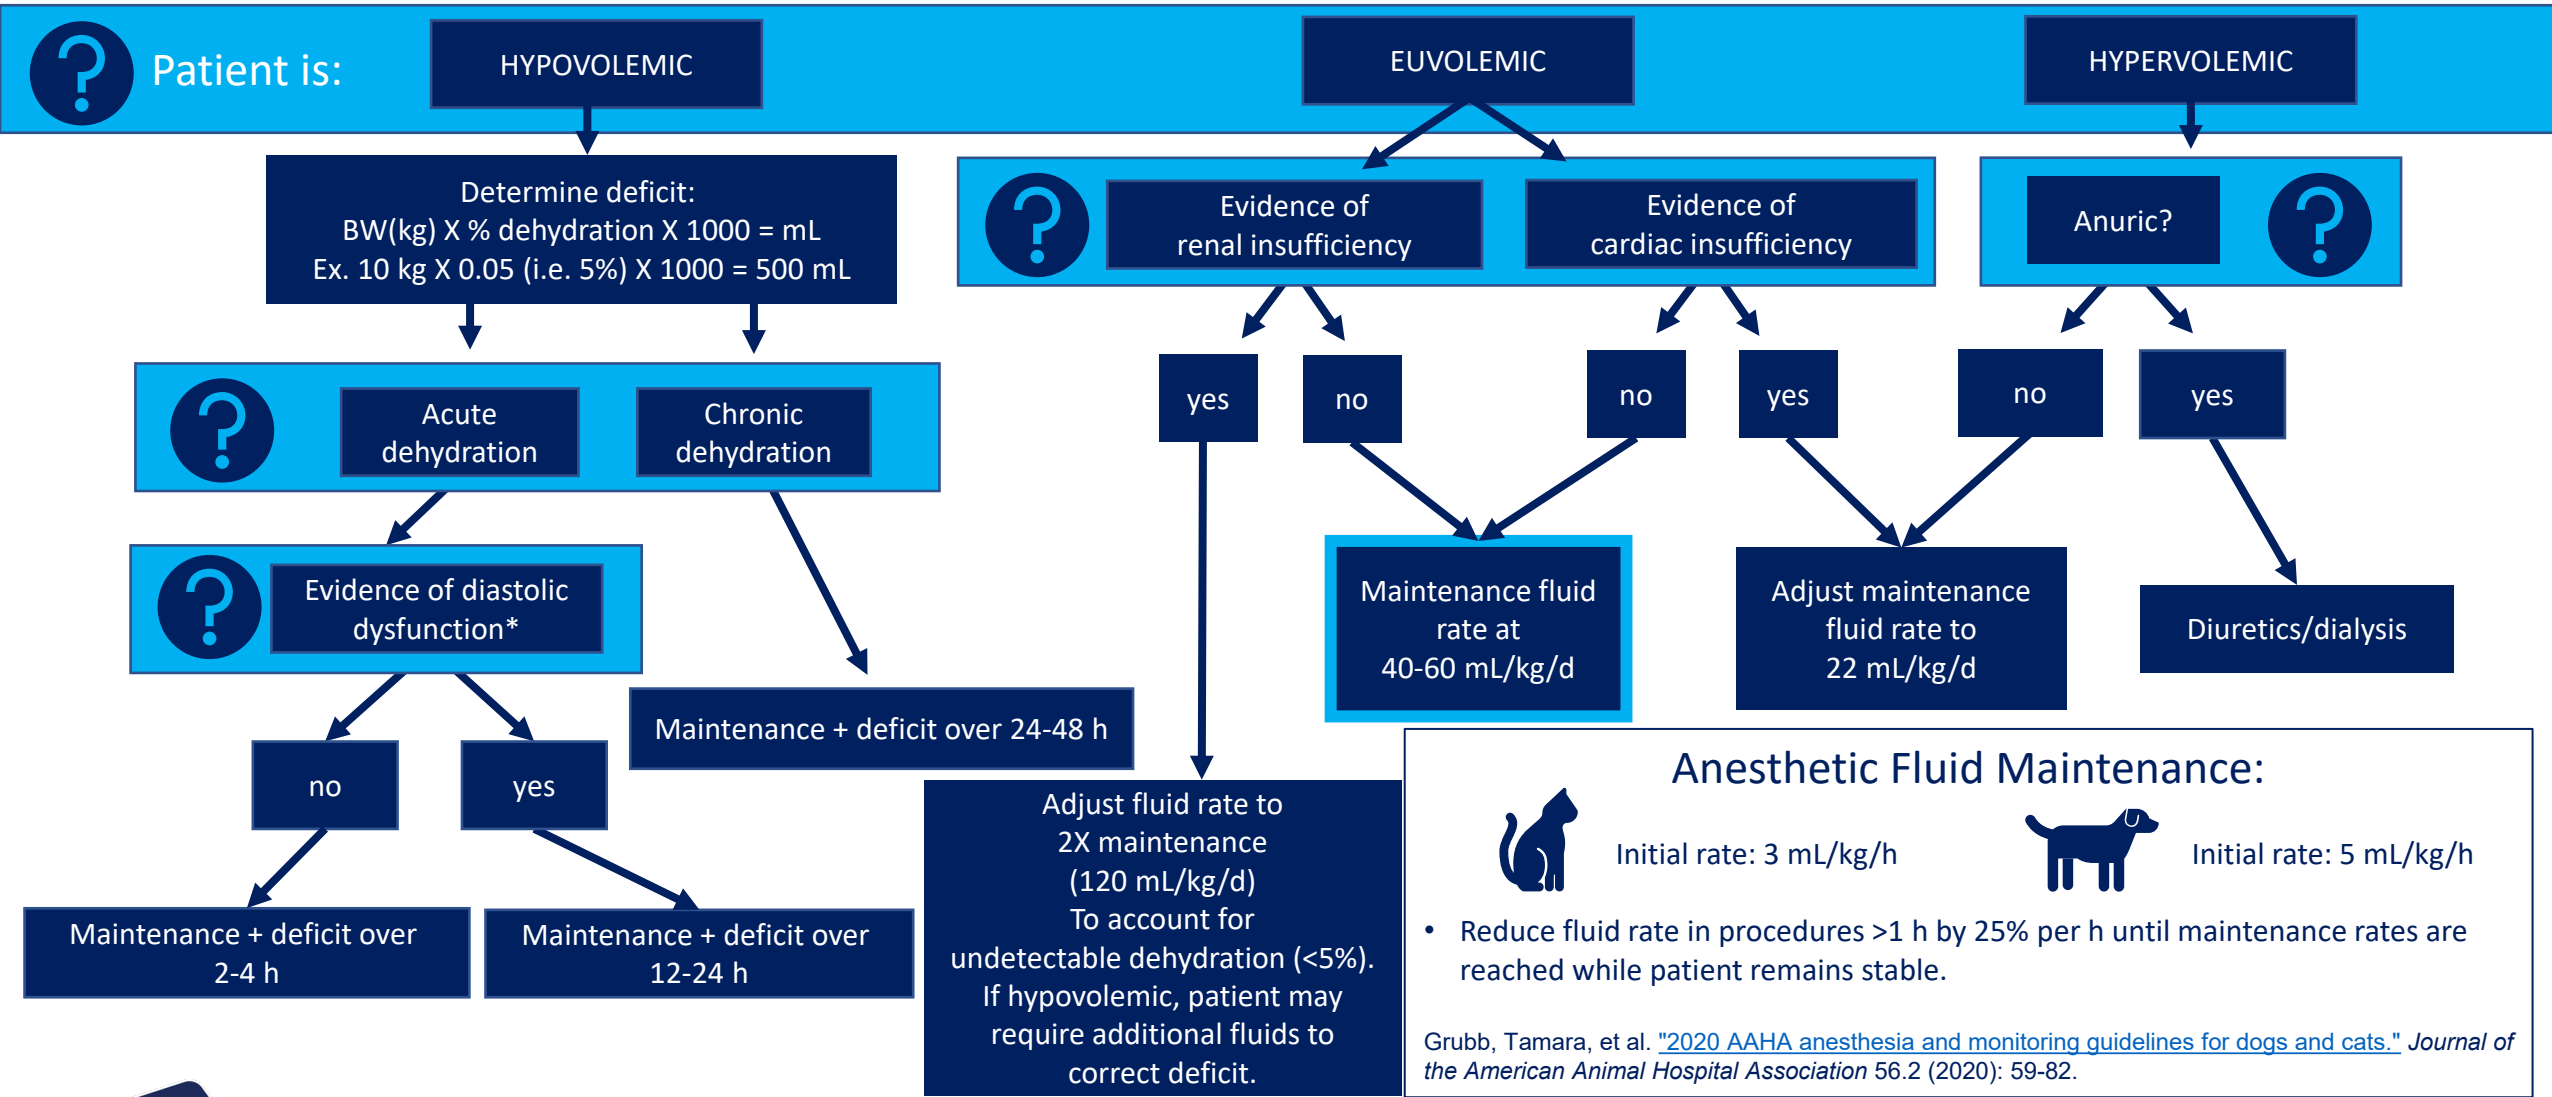 ?
Patient is:
HYPOVOLEMIC
EUVOLEMIC
HYPERVOLEMIC
Determine deficit:
BW(kg) X % dehydration X 1000 = mL
Ex. 10 kg X 0.05 (i.e. 5%) X 1000 = 500 mL
?
Evidence of
renal insufficiency
Evidence of
cardiac insufficiency
Anuric?
?
?
Acute
dehydration
Chronic
dehydration
yes
no
no
yes
no
yes
?
Evidence of diastolic
dysfunction*
Maintenance + deficit over 24-48 h
Maintenance fluid
rate at
40-60 mL/kg/d
Adjust maintenance
fluid rate to
22 mL/kg/d
Diuretics/dialysis
no
yes
Maintenance + deficit over
2-4 h
Maintenance + deficit over
12-24 h
Adjust fluid rate to
2X maintenance
(120 mL/kg/d)
To account for
undetectable dehydration (<5%).
If hypovolemic, patient may
require additional fluids to
correct deficit.
Anesthetic Fluid Maintenance:
Initial rate: 3 mL/kg/h
Initial rate: 5 mL/kg/h
• Reduce fluid rate in procedures >1 h by 25% per h until maintenance rates are
reached while patient remains stable.
Grubb, Tamara, et al. "2020 AAHA anesthesia and monitoring guidelines for dogs and cats." Journal of
the American Animal Hospital Association 56.2 (2020): 59-82.